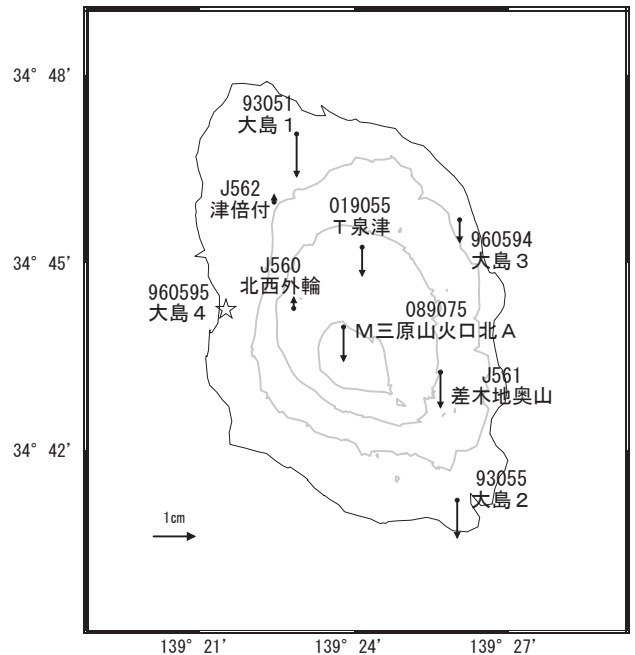 34° 48′
93051
大島１
J562
津倍付
019055
Ｔ泉津
960594
大島３
34° 45′
J560
北西外輪
960595
大島４
089075
Ｍ三原山火口北Ａ
J561
差木地奥山
34° 42′
93055
大島２
1cm
139° 21′
139° 24′
139° 27′